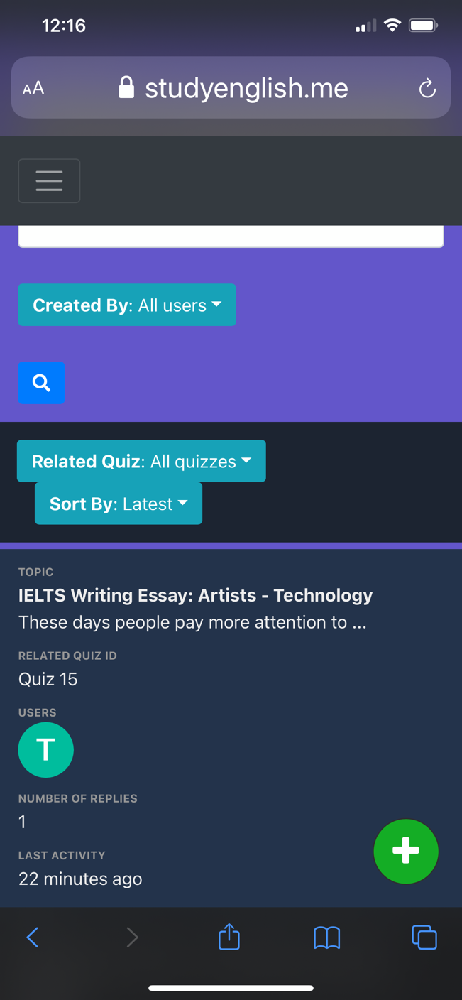 12:16
AA studyenglish.me
Created By: All users
Related Quiz: All quizzes
Sort By: Latest
TOPIC
IELTS Writing Essay: Artists - Technology
These days people pay more attention to ...
RELATED QUIZ ID
Quiz 15
USERS
T
NUMBER OF REPLIES
1
LAST ACTIVITY
22 minutes ago